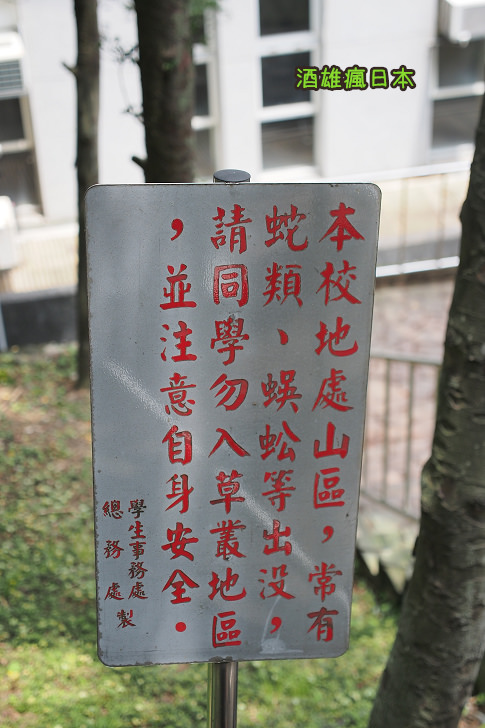 酒雄瘋日本
本校地處山區，常有
蛇類、蜈蚣等出没，
請同學勿入草叢地區
，並注意自身安全．
學生事務處
總務處
製